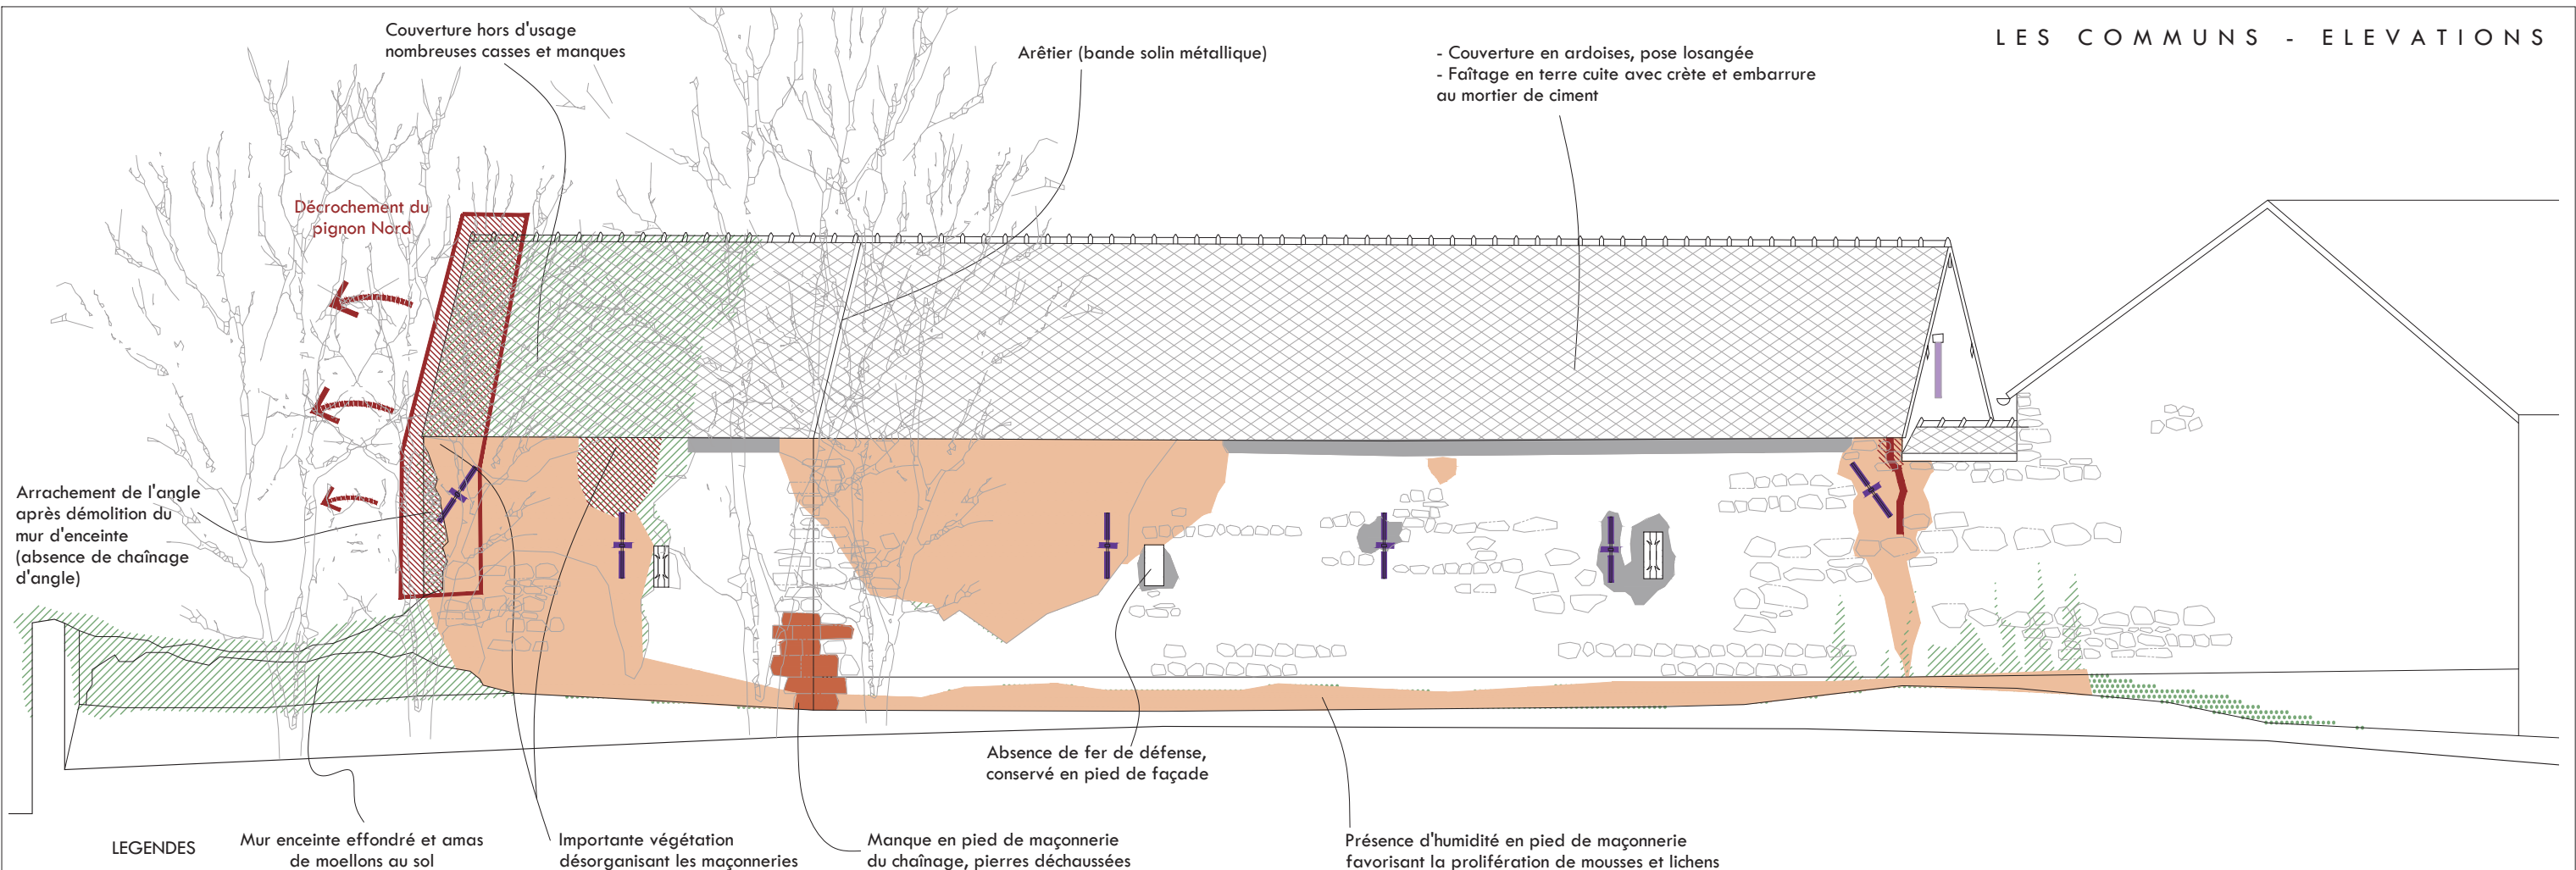 LES COMMUNS - ELEVATIONS
Couverture hors d'usage
nombreuses casses et manques
Arêtier (bande solin métallique)
- Couverture en ardoises, pose losangée
- Faîtage en terre cuite avec crète et embarrure
au mortier de ciment
Décrochement du
pignon Nord
Arrachement de l'angle
après démolition du
mur d'enceinte
(absence de chaînage
d'angle)
Absence de fer de défense,
conservé en pied de façade
LEGENDES
Mur enceinte effondré et amas
de moellons au sol
Importante végétation
désorganisant les maçonneries
Manque en pied de maçonnerie
du chaînage, pierres déchaussées
Présence d'humidité en pied de maçonnerie
favorisant la prolifération de mousses et lichens